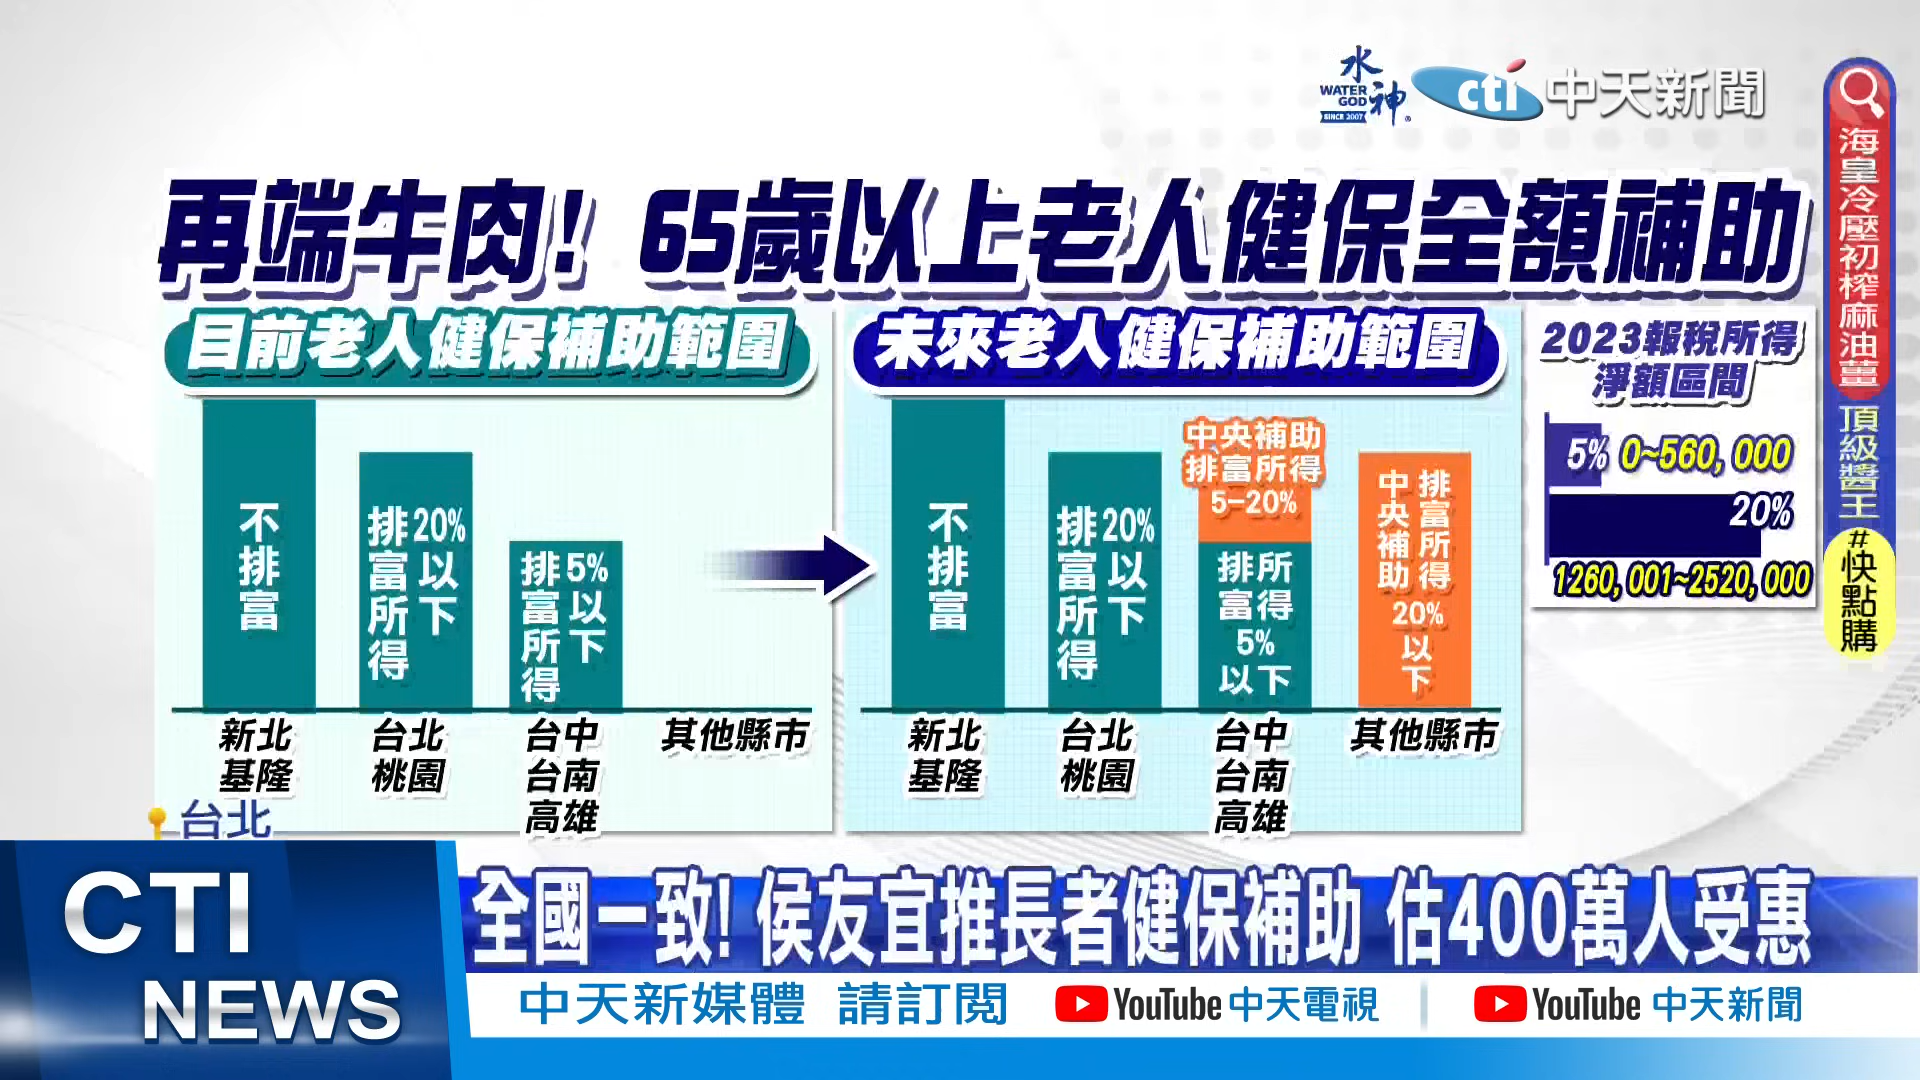 水神
WATER
GOD
SINCE 2007
cti 中天新聞
海皇冷壓初榨麻油薑 頂級醬王 #快點購
再端牛肉! 65歲以上老人健保全額補助
目前老人健保補助範圍
不排富
排富所得
20%以下
排富所得
5%以下
新北
基隆
台北
桃園
台中
台南
高雄
其他縣市
未來老人健保補助範圍
不排富
排富所得
20%以下
中央補助
排富所得
5-20%
排所
富得
5%
以下
中央補助
排富所得
20%
以
下
新北
基隆
台北
桃園
台中
台南
高雄
其他縣市
2023報稅所得
淨額區間
5% 0~560,000
20%
1260,001~2520,000
台北
CTI
NEWS
全國一致! 侯友宜推長者健保補助 估400萬人受惠
中天新媒體 請訂閱 YouTube 中天電視 | YouTube 中天新聞